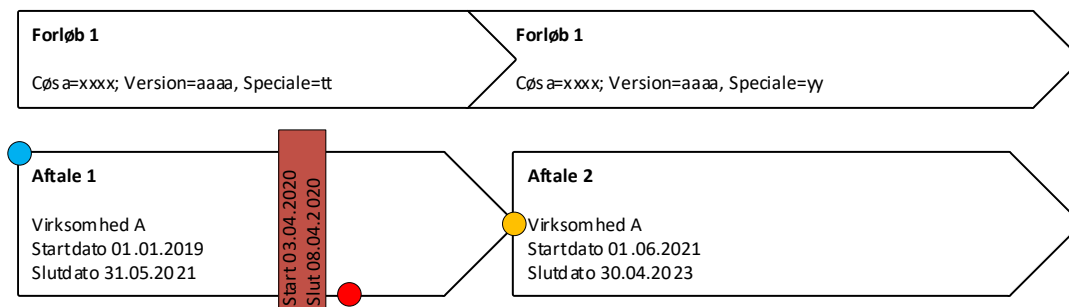 Forløb 1
Cøsa=xxxx; Version=aaaa, Speciale=tt
Forløb 1
Cøsa=xxxx; Version=aaaa, Speciale=yy
Aftale 1
Virksomhed A
Startdato 01.01.2019
Slutdato 31.05.2021
Start 03.04.2020
Slut 08.04.2020
Aftale 2
Virksomhed A
Startdato 01.06.2021
Slutdato 30.04.2023